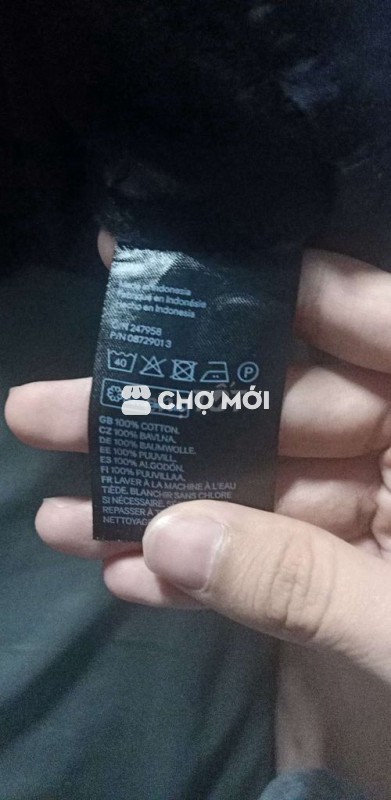 Made in Indonesia
Fabriqué en Indonésie
Hecho en Indonesia
O/N 247958
P/N 08729013
40
P
CHỢ MỚI
GB 100% COTTON.
CZ 100% BAVLNA.
DE 100% BAUMWOLLE.
EE 100% PUUVILL.
ES 100% ALGODÓN.
FI 100% PUUVILLAA.
FR LAVER À LA MACHINE À L'EAU
TIÈDE, BLANCHIR SANS CHLORE
SI NÉCESSAIRE,
REPASSER À
NETTOYAG